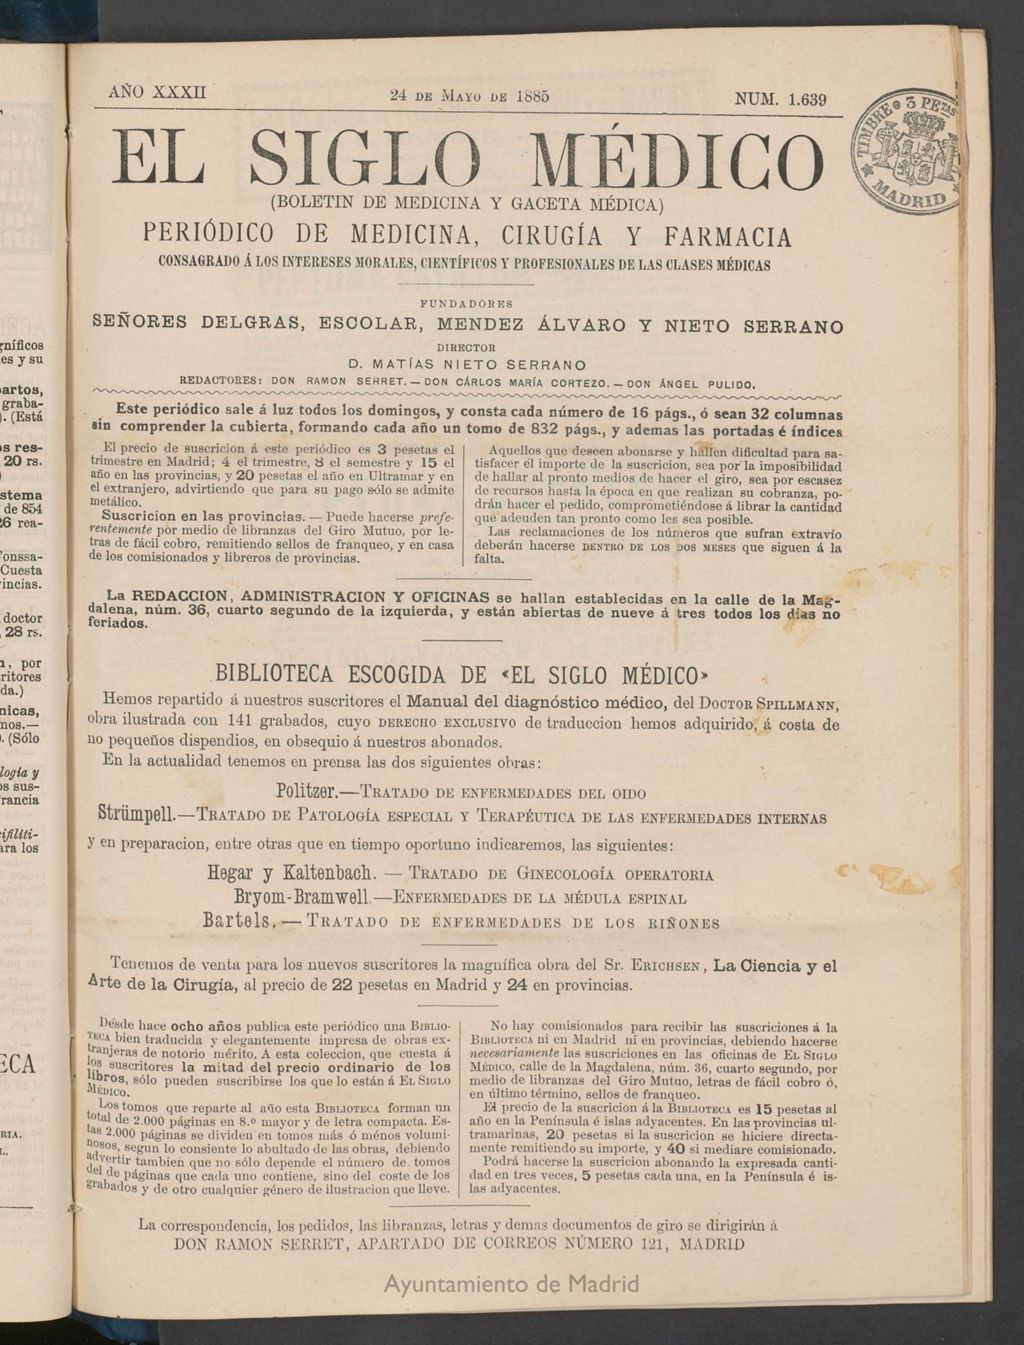 AÑO XXXII
24 DE MAYO DE 1885
NUM. 1.639
TIMBRE 3 PETAS
MADRID
EL SIGLO MÉDICO
(BOLETIN DE MEDICINA Y GACETA MÉDICA)
PERIÓDICO DE MEDICINA, CIRUGÍA Y FARMACIA
CONSAGRADO Á LOS INTERESES MORALES, CIENTÍFICOS Y PROFESIONALES DE LAS CLASES MÉDICAS
FUNDADORES
SEÑORES DELGRAS, ESCOLAR, MENDEZ ÁLVARO Y NIETO SERRANO
DIRECTOR
D. MATÍAS NIETO SERRANO
REDACTORES: DON RAMON SERRET. — DON CÁRLOS MARÍA CORTEZO. — DON ÁNGEL PULIDO.
Este periódico sale á luz todos los domingos, y consta cada número de 16 págs., ó sean 32 columnas
sin comprender la cubierta, formando cada año un tomo de 832 págs., y ademas las portadas é índices
El precio de suscricion á este periódico es 3 pesetas el
trimestre en Madrid; 4 el trimestre, 8 el semestre y 15 el
año en las provincias, y 20 pesetas el año en Ultramar y en
el extranjero, advirtiendo que para su pago sólo se admite
metálico.
Suscricion en las provincias. — Puede hacerse prefe-
rentemente por medio de libranzas del Giro Mutuo, por le-
tras de fácil cobro, remitiendo sellos de franqueo, y en casa
de los comisionados y libreros de provincias.
Aquellos que deseen abonarse y hallen dificultad para sa-
tisfacer el importe de la suscricion, sea por la imposibilidad
de hallar al pronto medios de hacer el giro, sea por escasez
de recursos hasta la época en que realizan su cobranza, po-
drán hacer el pedido, comprometiéndose á librar la cantidad
que adeuden tan pronto como les sea posible.
Las reclamaciones de los números que sufran extravío
deberán hacerse DENTRO DE LOS DOS MESES que siguen á la
falta.
La REDACCION, ADMINISTRACION Y OFICINAS se hallan establecidas en la calle de la Mag-
dalena, núm. 36, cuarto segundo de la izquierda, y están abiertas de nueve á tres todos los dias no
feriados.
BIBLIOTECA ESCOGIDA DE «EL SIGLO MÉDICO»
Hemos repartido á nuestros suscritores el Manual del diagnóstico médico, del DOCTOR SPILLMANN,
obra ilustrada con 141 grabados, cuyo DERECHO EXCLUSIVO de traduccion hemos adquirido, á costa de
no pequeños dispendios, en obsequio á nuestros abonados.
En la actualidad tenemos en prensa las dos siguientes obras:
Politzer.—TRATADO DE ENFERMEDADES DEL OIDO
Strümpell.—TRATADO DE PATOLOGÍA ESPECIAL Y TERAPÉUTICA DE LAS ENFERMEDADES INTERNAS
y en preparacion, entre otras que en tiempo oportuno indicaremos, las siguientes:
Hegar y Kaltenbach. — TRATADO DE GINECOLOGÍA OPERATORIA
Bryom-Bramwell.—ENFERMEDADES DE LA MÉDULA ESPINAL
Bartels. — TRATADO DE ENFERMEDADES DE LOS RIÑONES
Tenemos de venta para los nuevos suscritores la magnífica obra del Sr. ERICHSEN, La Ciencia y el
Arte de la Cirugía, al precio de 22 pesetas en Madrid y 24 en provincias.
Desde hace ocho años publica este periódico una BIBLIO-
TECA bien traducida y elegantemente impresa de obras ex-
tranjeras de notorio mérito. A esta coleccion, que cuesta á
los suscritores la mitad del precio ordinario de los
libros, sólo pueden suscribirse los que lo están á EL SIGLO
MÉDICO.
Los tomos que reparte al año esta BIBLIOTECA forman un
total de 2.000 páginas en 8.º mayor y de letra compacta. Es-
tas 2.000 páginas se dividen en tomos más ó ménos volumi-
nosos, segun lo consiente lo abultado de las obras, debiendo
advertir tambien que no sólo depende el número de tomos
del de páginas que cada uno contiene, sino del coste de los
grabados y de otro cualquier género de ilustracion que lleve.
No hay comisionados para recibir las suscriciones á la
BIBLIOTECA ni en Madrid ni en provincias, debiendo hacerse
necesariamente las suscriciones en las oficinas de EL SIGLO
MÉDICO, calle de la Magdalena, núm. 36, cuarto segundo, por
medio de libranzas del Giro Mutuo, letras de fácil cobro ó,
en último término, sellos de franqueo.
El precio de la suscricion á la BIBLIOTECA es 15 pesetas al
año en la Península é islas adyacentes. En las provincias ul-
tramarinas, 20 pesetas si la suscricion se hiciere directa-
mente remitiendo su importe, y 40 si mediare comisionado.
Podrá hacerse la suscricion abonando la expresada canti-
dad en tres veces, 5 pesetas cada una, en la Península é is-
las adyacentes.
La correspondencia, los pedidos, las libranzas, letras y demas documentos de giro se dirigirán á
DON RAMON SERRET, APARTADO DE CORREOS NÚMERO 121, MADRID
Ayuntamiento de Madrid